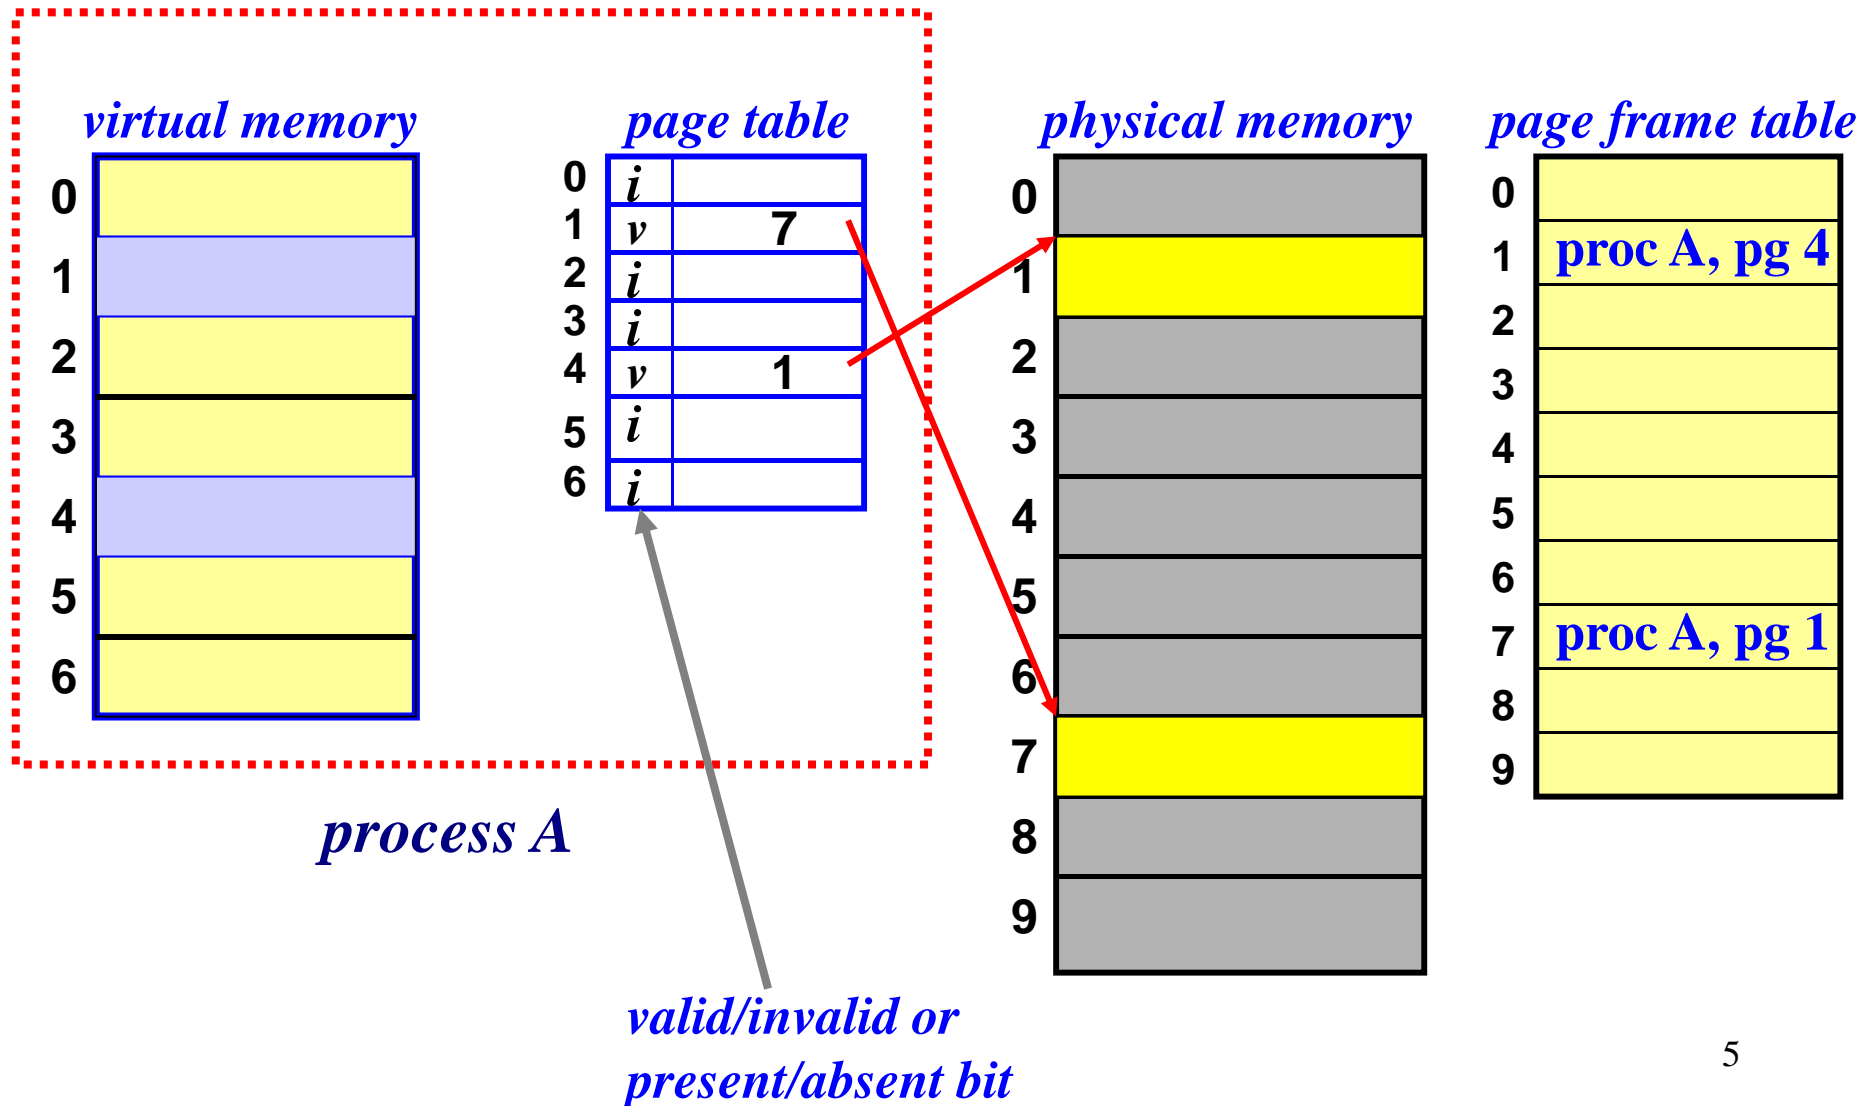 virtual memory
0
1
2
3
4
5
6
page table
0 i
1 v 7
2 i
3 i
4 v 1
5 i
6 i
physical memory
0
1
2
3
4
5
6
7
8
9
page frame table
0
1 proc A, pg 4
2
3
4
5
6
7 proc A, pg 1
8
9
process A
valid/invalid or
present/absent bit
5